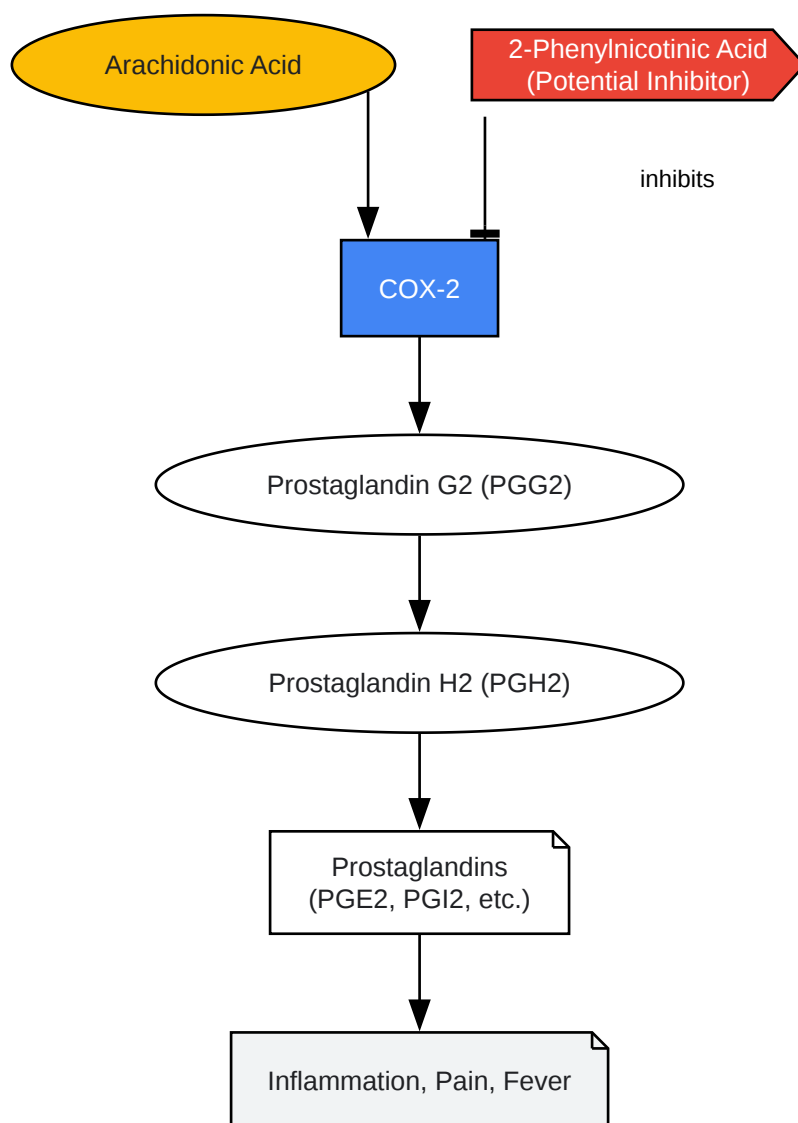 Arachidonic Acid
2-Phenylnicotinic Acid
(Potential Inhibitor)
inhibits
COX-2
Prostaglandin G2 (PGG2)
Prostaglandin H2 (PGH2)
Prostaglandins
(PGE2, PGI2, etc.)
Inflammation, Pain, Fever